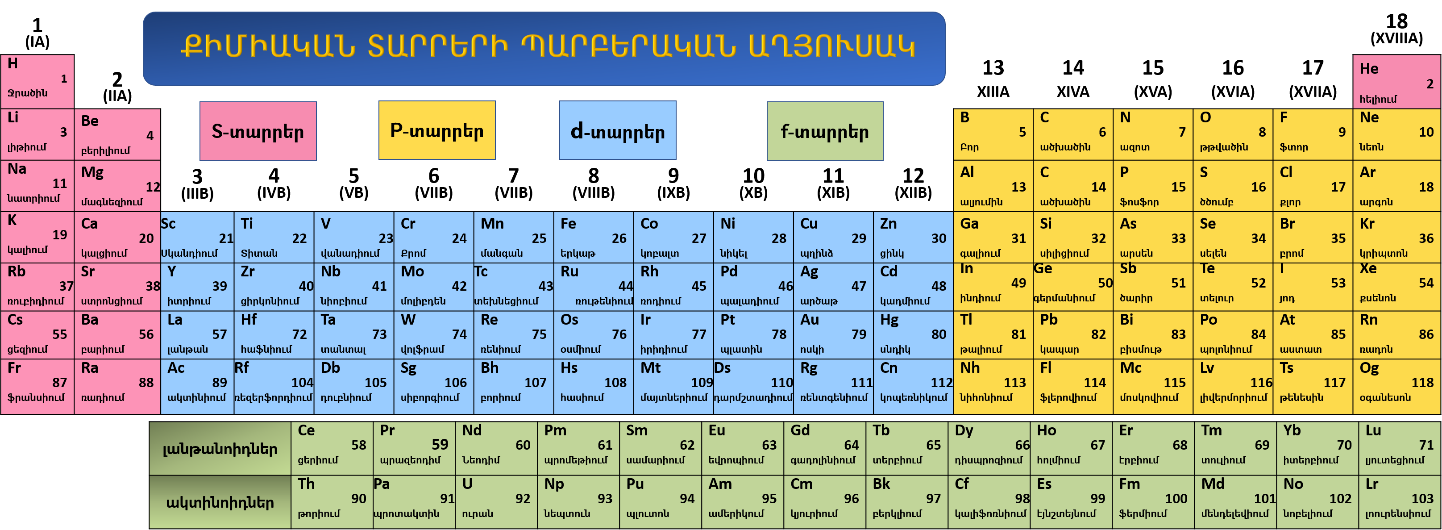 1
(IA)
ՔԻՄԻԱԿԱՆ ՏԱՐՐԵՐԻ ՊԱՐԲԵՐԱԿԱՆ ԱՂՅՈՒՍԱԿ
18
(XVIIIA)
2
(IIA)
13
XIIIA
14
XIVA
15
(XVA)
16
(XVIA)
17
(XVIIA)
H 1 Ջրածին
He 2 հելիում
S-տարրեր
P-տարրեր
d-տարրեր
f-տարրեր
Li 3 լիթիում
Be 4 բերիլիում
B 5 Բոր
C 6 ածխածին
N 7 ազոտ
O 8 թթվածին
F 9 ֆտոր
Ne 10 նեոն
Na 11 նատրիում
Mg 12 մագնեզիում
3
(IIIB)
4
(IVB)
5
(VB)
6
(VIIB)
7
(VIIB)
8
(VIIIB)
9
(IXB)
10
(XB)
11
(XIB)
12
(XIIB)
Al 13 ալյումին
C 14 ածխածին
P 15 ֆոսֆոր
S 16 ծծումբ
Cl 17 քլոր
Ar 18 արգոն
K 19 կալիում
Ca 20 կալցիում
Sc 21 Սկանդիում
Ti 22 Տիտան
V 23 վանադիում
Cr 24 Քրոմ
Mn 25 մանգան
Fe 26 երկաթ
Co 27 կոբալտ
Ni 28 նիկել
Cu 29 պղինձ
Zn 30 ցինկ
Ga 31 գալիում
Si 32 սիլիցիում
As 33 արսեն
Se 34 սելեն
Br 35 բրոմ
Kr 36 կրիպտոն
Rb 37 ռուբիդիում
Sr 38 ստրոնցիում
Y 39 իտրիում
Zr 40 ցիրկոնիում
Nb 41 նիոբիում
Mo 42 մոլիբդեն
Tc 43 տեխնեցիում
Ru 44 ռութենիում
Rh 45 ռոդիում
Pd 46 պալադիում
Ag 47 արծաթ
Cd 48 կադմիում
In 49 ինդիում
Ge 50 գերմանիում
Sb 51 ծարիր
Te 52 տելուր
I 53 յոդ
Xe 54 քսենոն
Cs 55 ցեզիում
Ba 56 բարիում
La 57 լանթան
Hf 72 հաֆնիում
Ta 73 տանտալ
W 74 վոլֆրամ
Re 75 ռենիում
Os 76 օսմիում
Ir 77 իրիդիում
Pt 78 պլատին
Au 79 ոսկի
Hg 80 սնդիկ
Tl 81 թալիում
Pb 82 կապար
Bi 83 բիսմութ
Po 84 պոլոնիում
At 85 աստատ
Rn 86 ռադոն
Fr 87 ֆրանսիում
Ra 88 ռադիում
Ac 89 ակտինիում
Rf 104 ռեզերֆորդիում
Db 105 դուբնիում
Sg 106 սիբորգիում
Bh 107 բորիում
Hs 108 հասիում
Mt 109 մայտներիում
Ds 110 դարմշտադիում
Rg 111 ռենտգենիում
Cn 112 կոպեռնիկում
Nh 113 նիհոնիում
Fl 114 ֆլերովիում
Mc 115 մոսկովիում
Lv 116 լիվերմորիում
Ts 117 թենեսին
Og 118 օգանեսոն
լանթանոիդներ
Ce 58 ցերիում
Pr 59 պրազեոդիմ
Nd 60 Նեոդիմ
Pm 61 պրոմեթիում
Sm 62 սամարիում
Eu 63 եվրոպիում
Gd 64 գադոլինիում
Tb 65 տերբիում
Dy 66 դիսպրոզիում
Ho 67 հոլմիում
Er 68 էրբիում
Tm 69 տուլիում
Yb 70 իտերբիում
Lu 71 լյուտեցիում
ակտինոիդներ
Th 90 թորիում
Pa 91 պրոտակտին
U 92 ուրան
Np 93 նեպտուն
Pu 94 պլուտոն
Am 95 ամերիկում
Cm 96 կյուրիում
Bk 97 բերկլիում
Cf 98 կալիֆոռնիում
Es 99 էյնշտեյնում
Fm 100 ֆերմիում
Md 101 մենդելեվիում
No 102 նոբելիում
Lr 103 լոուրենսիում